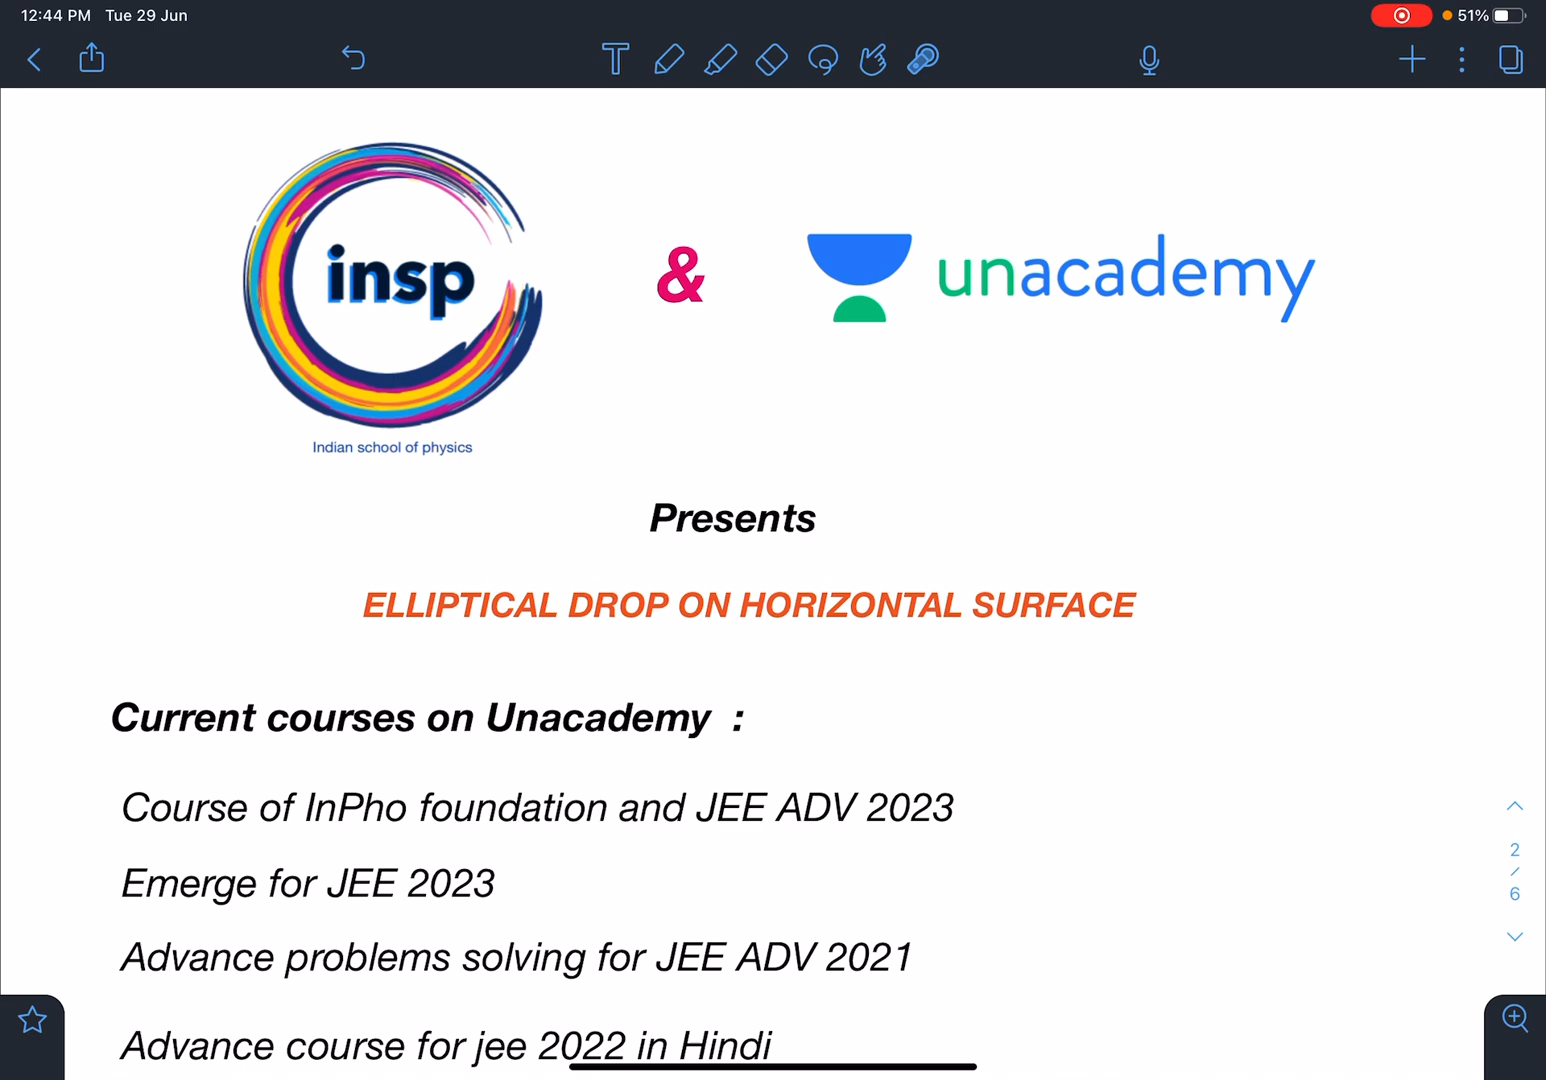 12:44 PM Tue 29 Jun
51%
insp
Indian school of physics
&
unacademy
Presents
ELLIPTICAL DROP ON HORIZONTAL SURFACE
Current courses on Unacademy :
Course of InPho foundation and JEE ADV 2023
Emerge for JEE 2023
Advance problems solving for JEE ADV 2021
Advance course for jee 2022 in Hindi
2
/
6